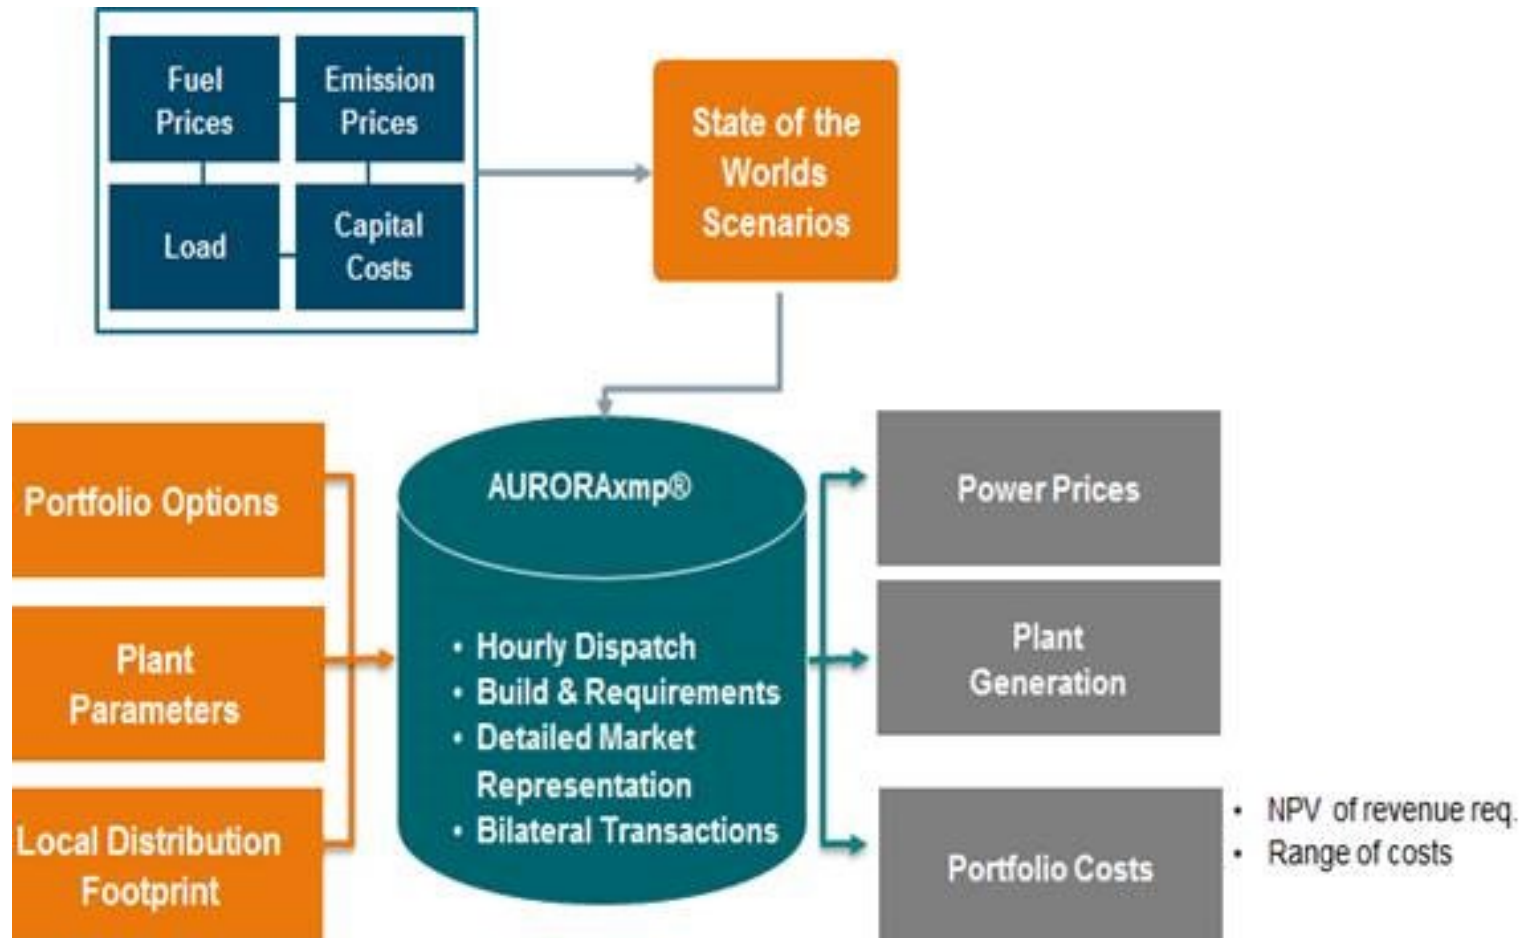 Fuel
Prices
Emission
Prices
Load
Capital
Costs
State of the
Worlds
Scenarios
Portfolio Options
Plant
Parameters
Local Distribution
Footprint
AURORAxmp®
• Hourly Dispatch
• Build & Requirements
• Detailed Market
Representation
• Bilateral Transactions
Power Prices
Plant
Generation
Portfolio Costs
• NPV of revenue req.
• Range of costs